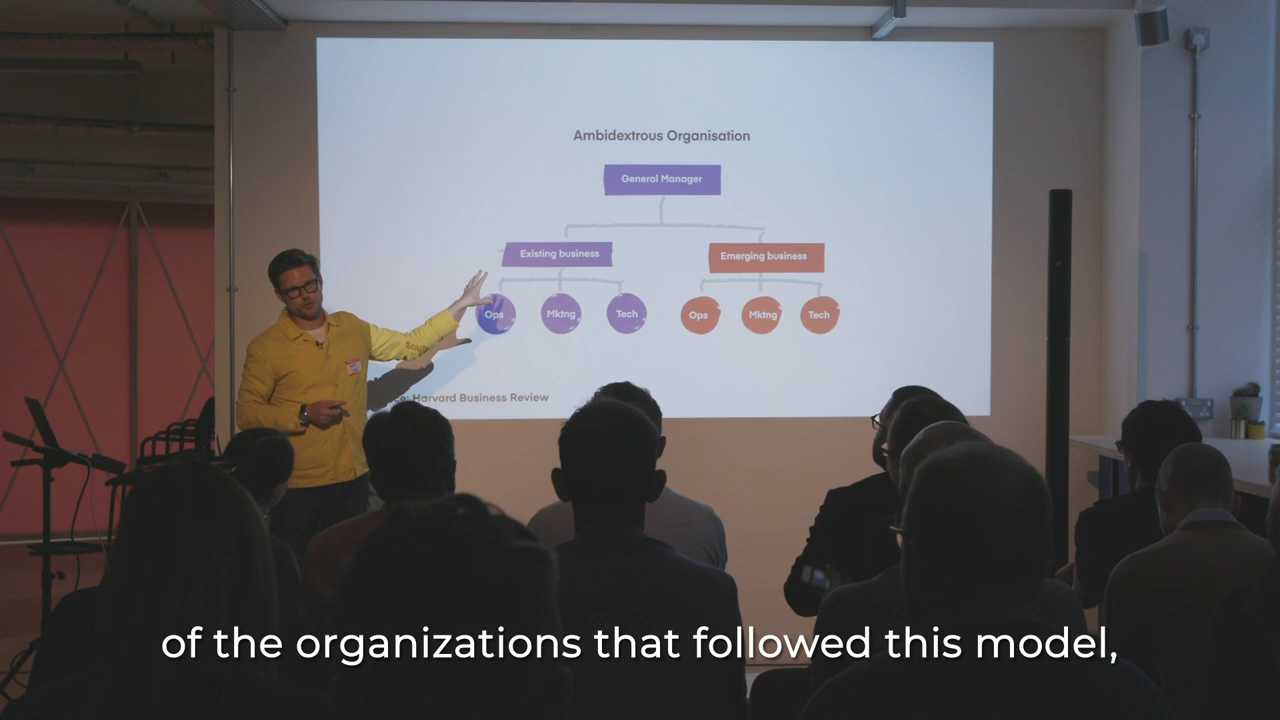 Ambidextrous Organisation
General Manager
Existing business
Emerging business
Ops
Mktng
Tech
Ops
Mktng
Tech
Harvard Business Review
of the organizations that followed this model,